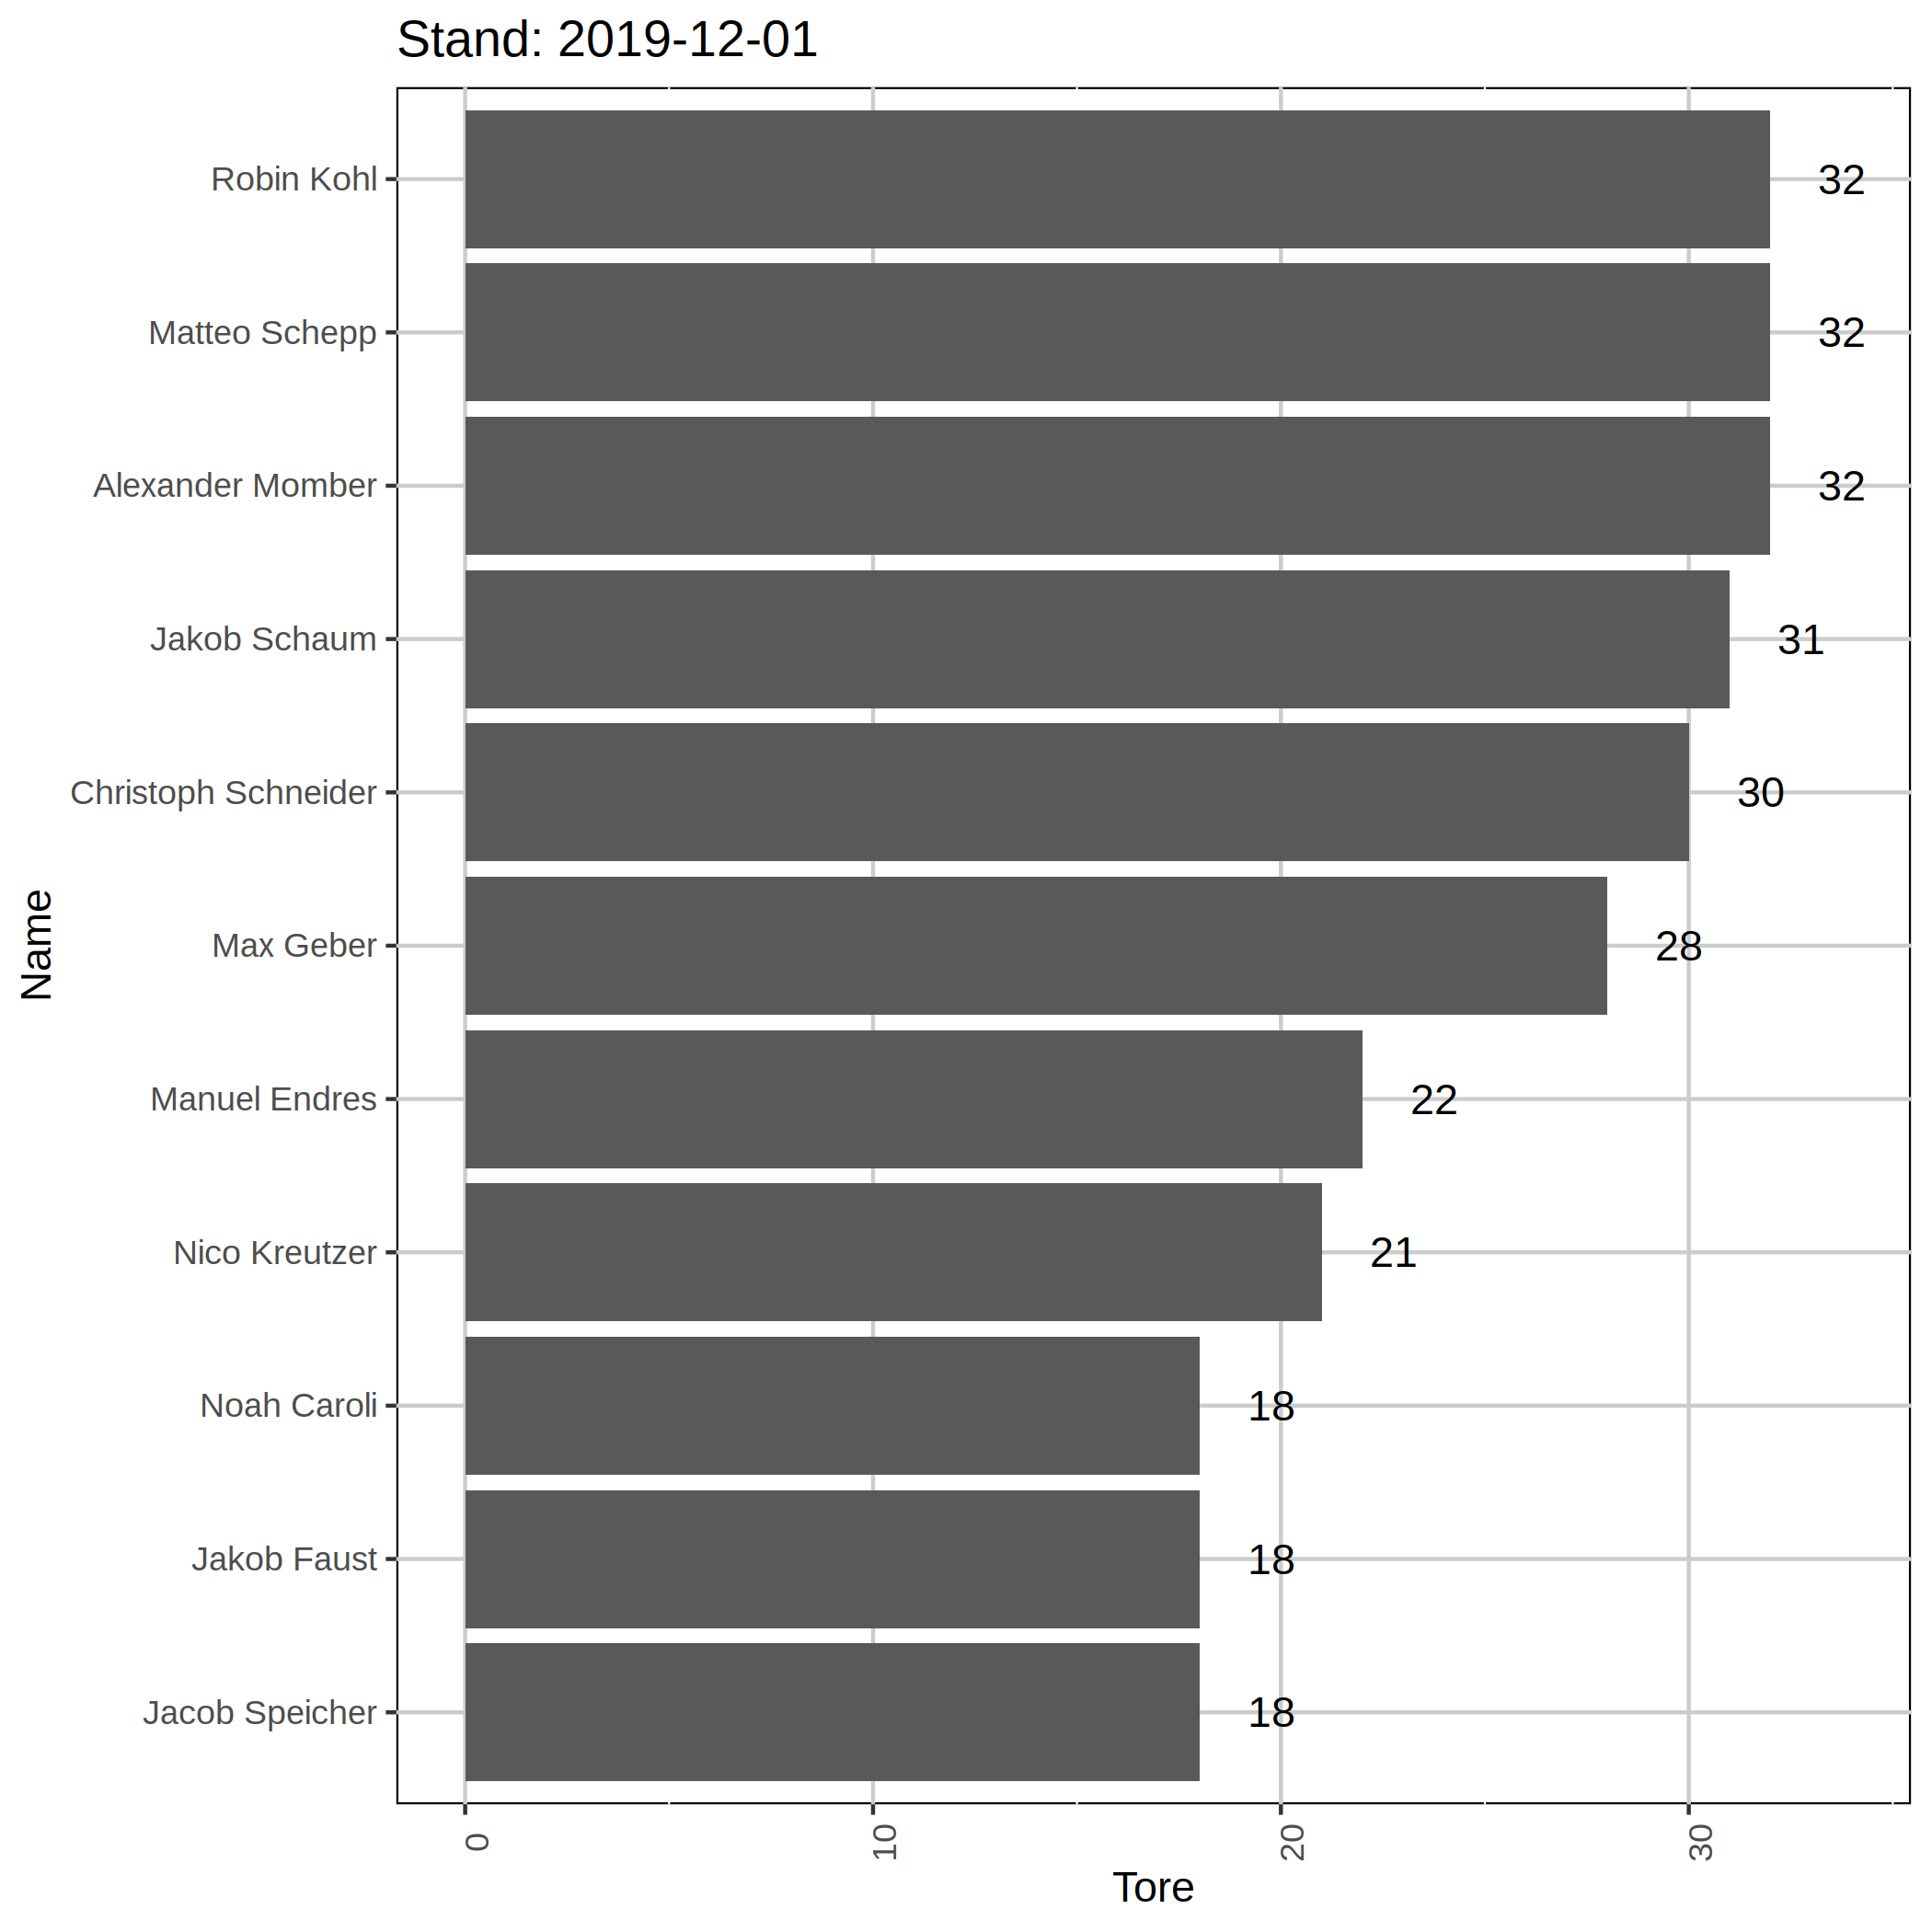 Stand: 2019-12-01
Robin Kohl 32
Matteo Schepp 32
Alexander Momber 32
Jakob Schaum 31
Christoph Schneider 30
Max Geber 28
Manuel Endres 22
Nico Kreutzer 21
Noah Caroli 18
Jakob Faust 18
Jacob Speicher 18
Name
0 10 20 30
Tore